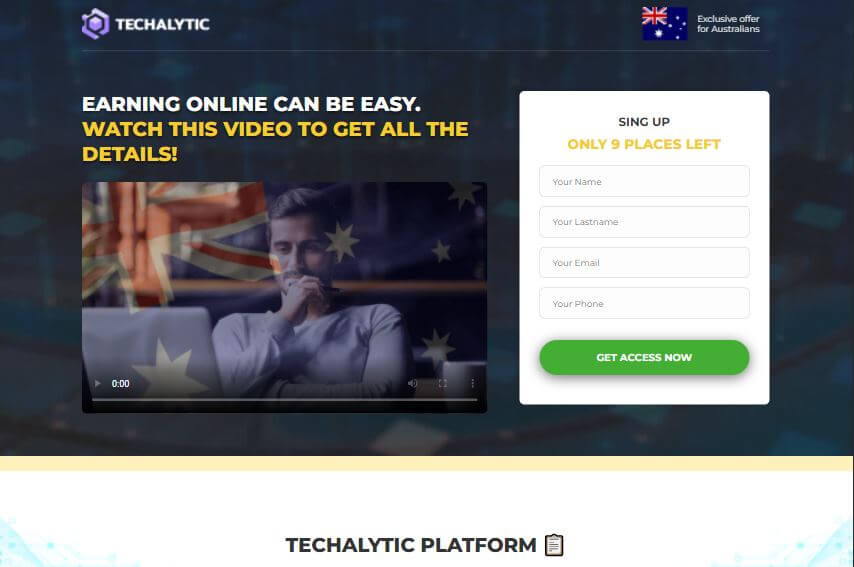 TECHALYTIC
Exclusive offer
for Australians
EARNING ONLINE CAN BE EASY.
WATCH THIS VIDEO TO GET ALL THE
DETAILS!
0:00
SING UP
ONLY 9 PLACES LEFT
Your Name
Your Lastname
Your Email
Your Phone
GET ACCESS NOW
TECHALYTIC PLATFORM